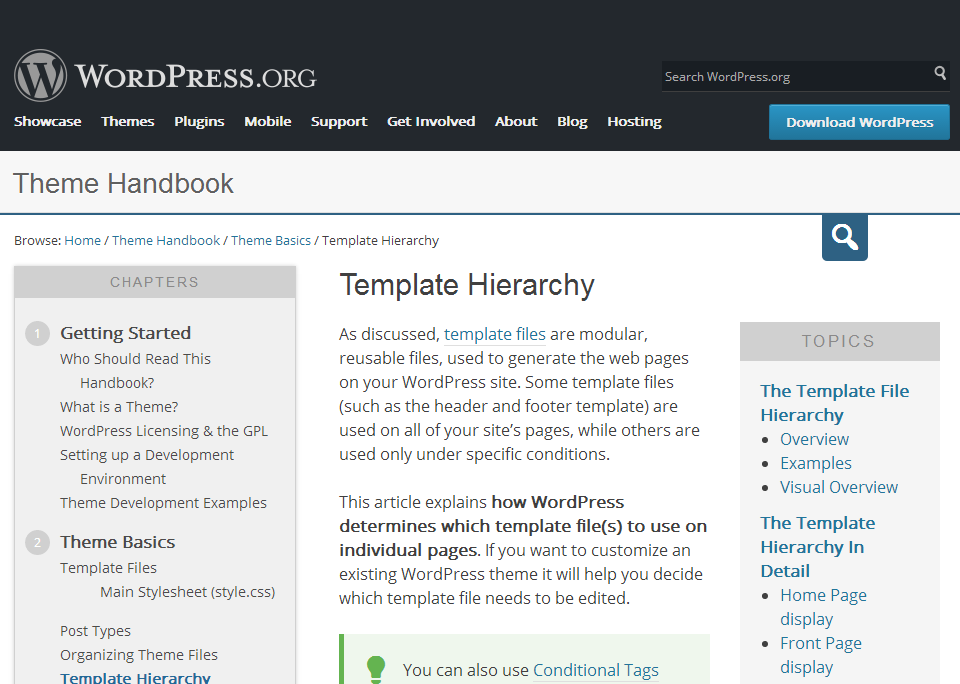 WORDPRESS.ORG
Search WordPress.org
Showcase Themes Plugins Mobile Support Get Involved About Blog Hosting
Download WordPress
Theme Handbook
Browse: Home / Theme Handbook / Theme Basics / Template Hierarchy
CHAPTERS
1 Getting Started
Who Should Read This
Handbook?
What is a Theme?
WordPress Licensing & the GPL
Setting up a Development
Environment
Theme Development Examples
2 Theme Basics
Template Files
Main Stylesheet (style.css)
Post Types
Organizing Theme Files
Template Hierarchy
Template Hierarchy
As discussed, template files are modular,
reusable files, used to generate the web pages
on your WordPress site. Some template files
(such as the header and footer template) are
used on all of your site’s pages, while others are
used only under specific conditions.
This article explains how WordPress
determines which template file(s) to use on
individual pages. If you want to customize an
existing WordPress theme it will help you decide
which template file needs to be edited.
You can also use Conditional Tags
TOPICS
The Template File
Hierarchy
Overview
Examples
Visual Overview
The Template
Hierarchy In
Detail
Home Page
display
Front Page
display